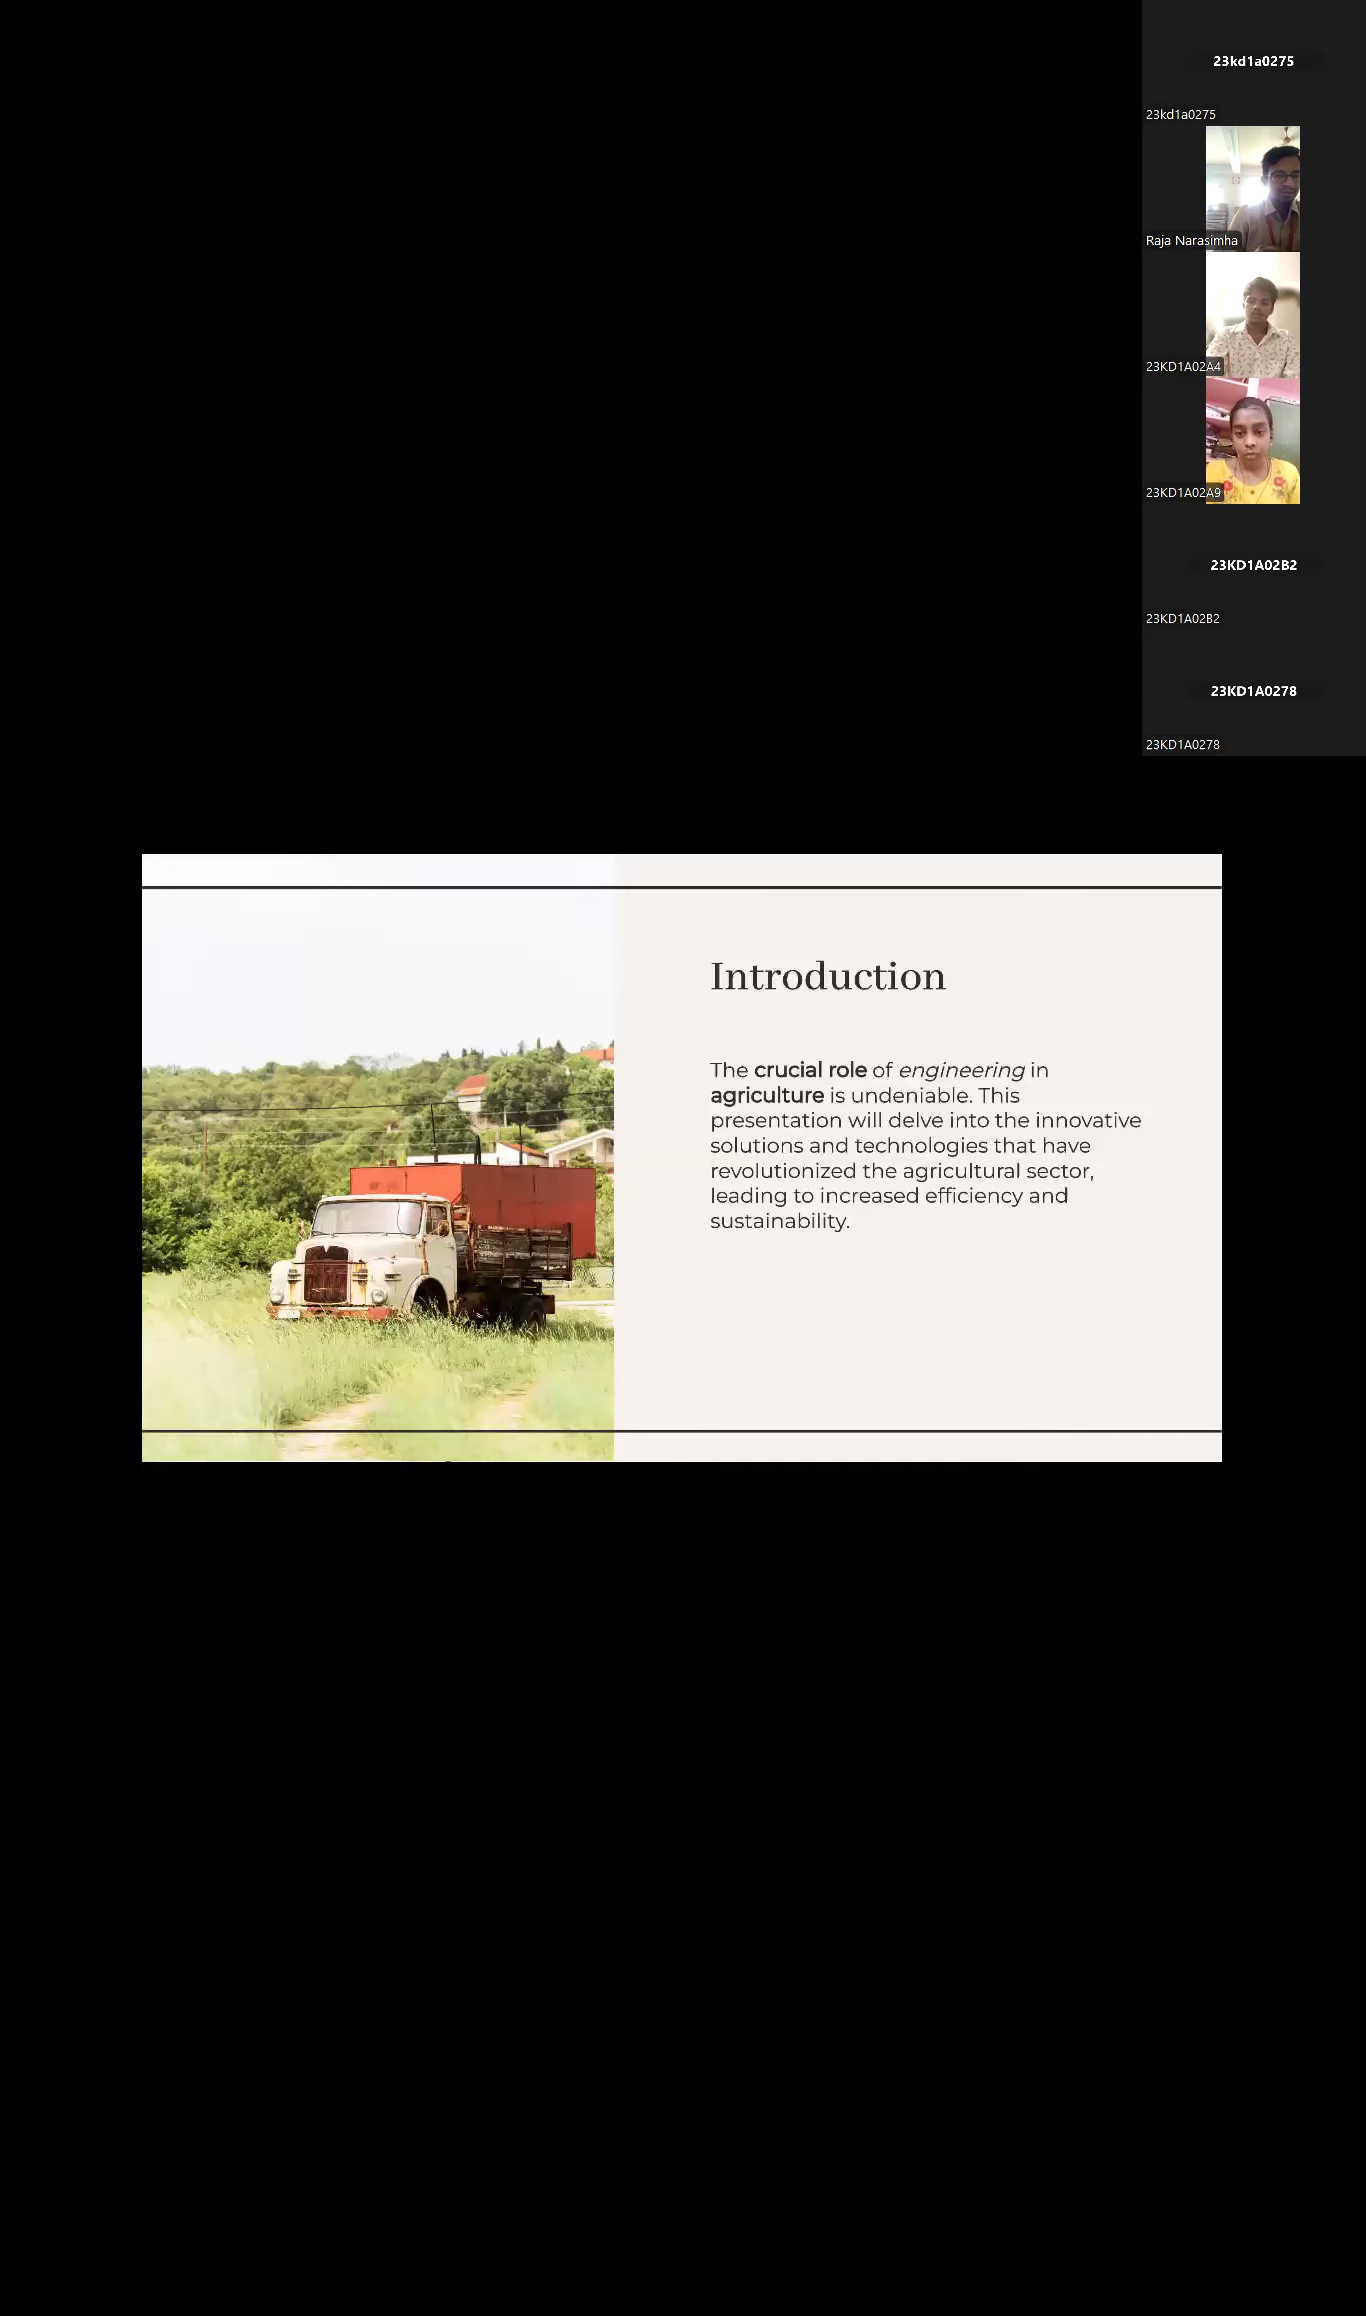 23kd1a0275
23kd1a0275
Raja Narasimha
23KD1A02A4
23KD1A02A9
23KD1A02B2
23KD1A02B2
23KD1A0278
23KD1A0278
Introduction
The crucial role of engineering in
agriculture is undeniable. This
presentation will delve into the innovative
solutions and technologies that have
revolutionized the agricultural sector,
leading to increased efficiency and
sustainability.